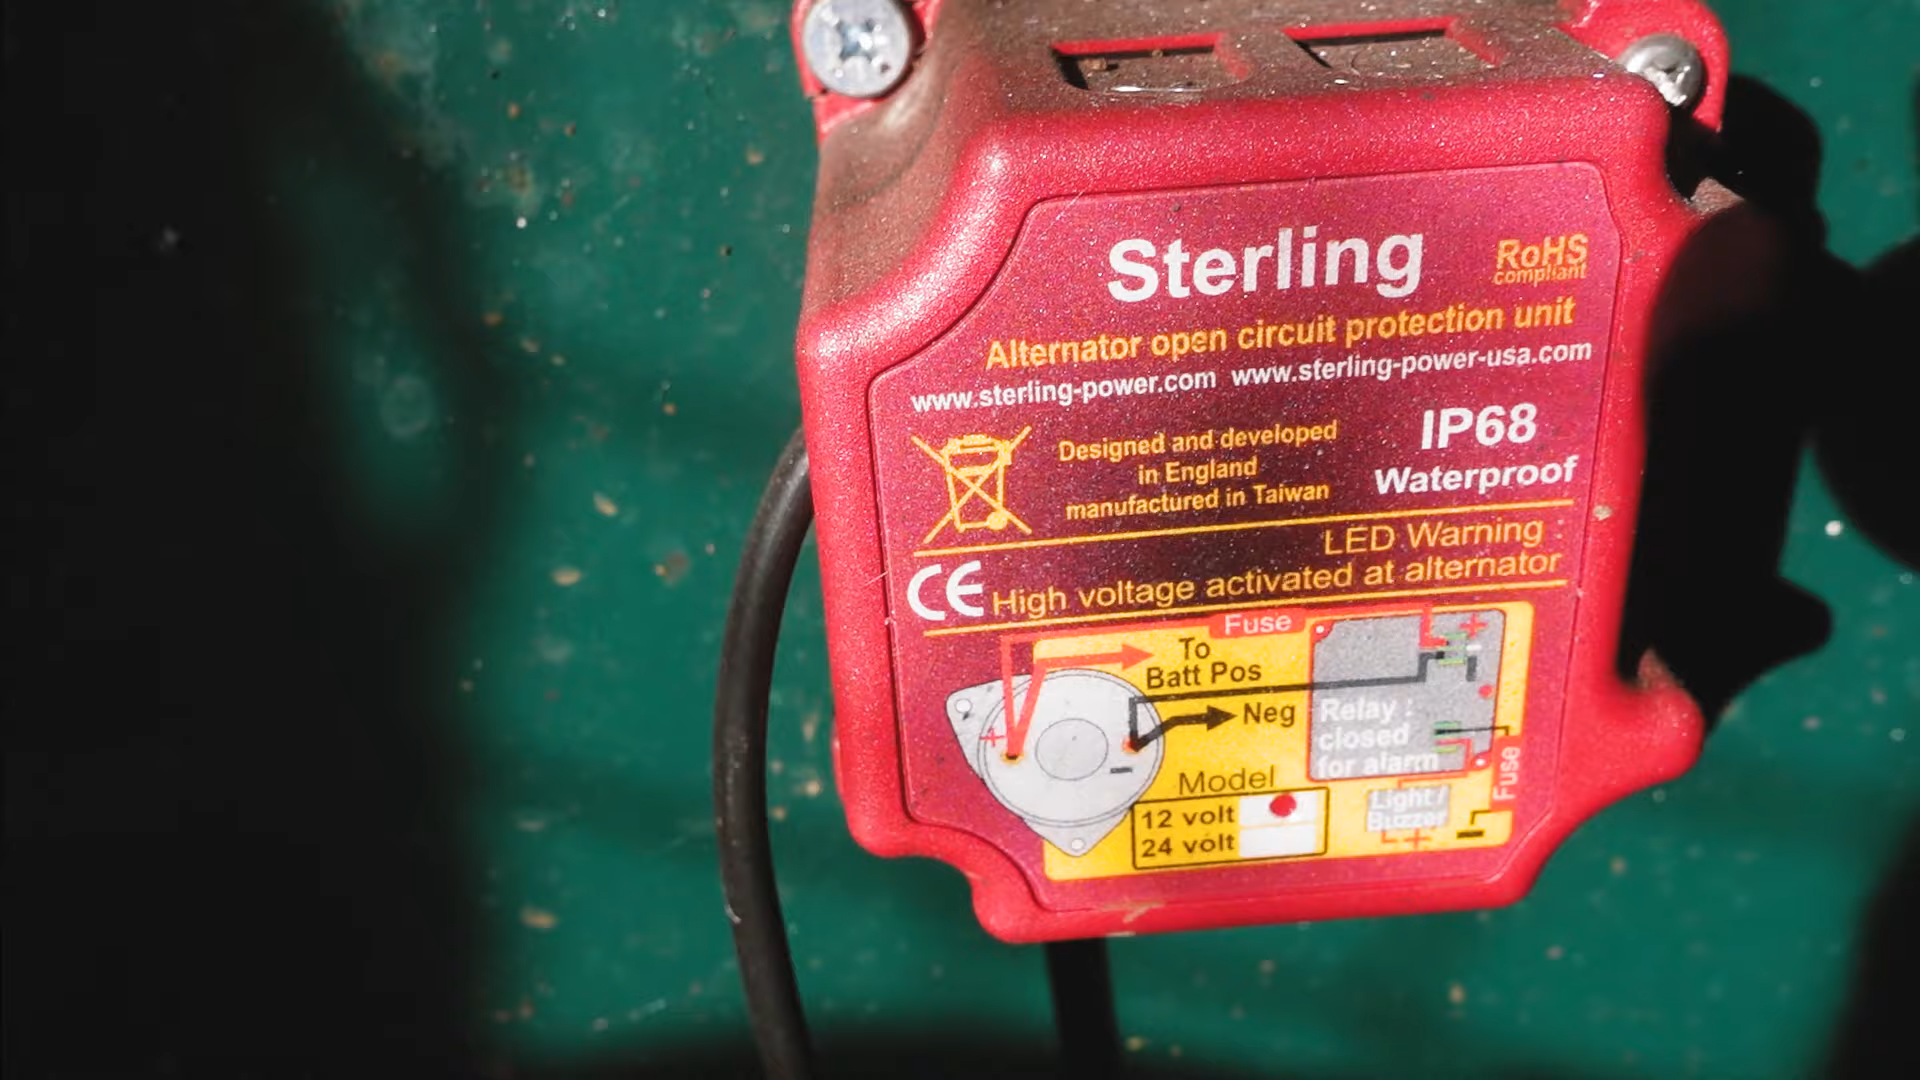 Sterling
RoHS
compliant
Alternator open circuit protection unit
www.sterling-power.com www.sterling-power-usa.com
Designed and developed
in England
manufactured in Taiwan
IP68
Waterproof
LED Warning :
CE High voltage activated at alternator
Fuse
To
Batt Pos
Neg
+
-
+
Relay :
closed
for alarm
Fuse
Model
12 volt
24 volt
Light /
Buzzer
+
-